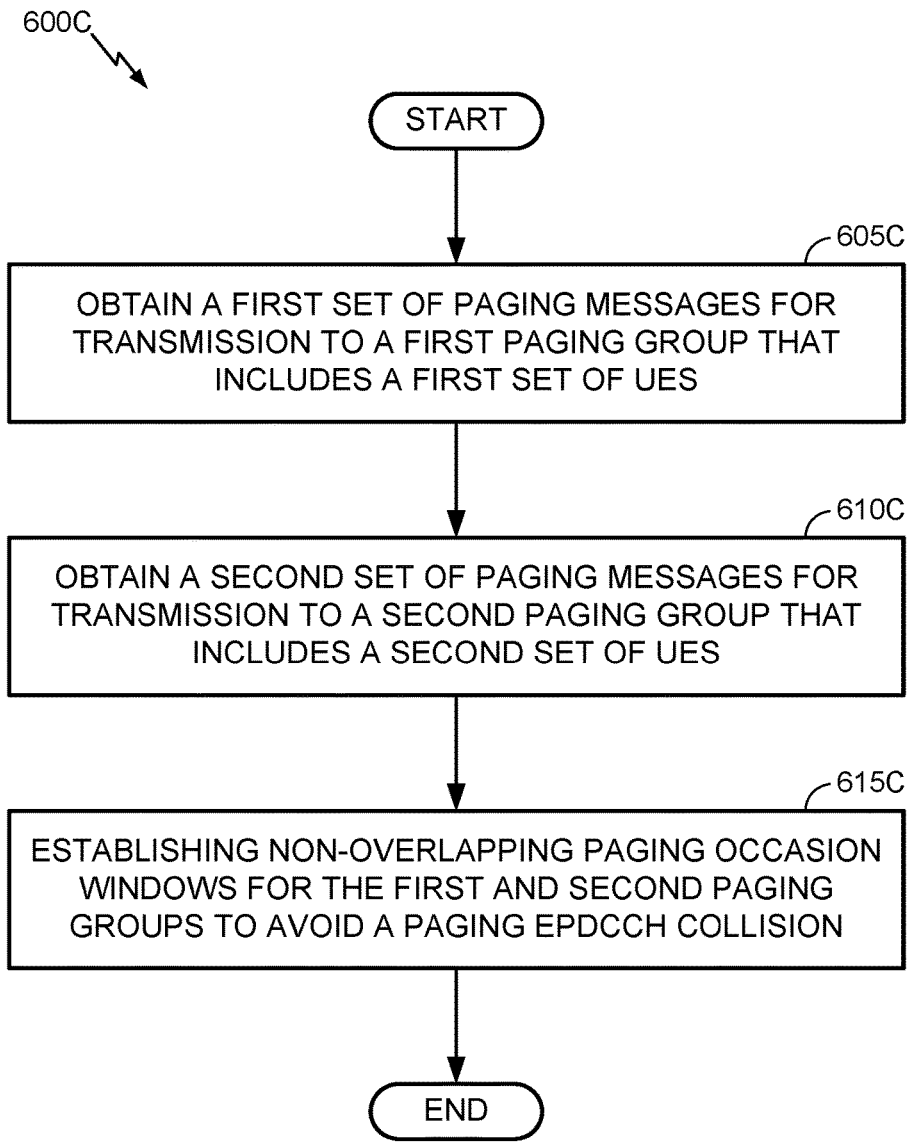 600C
START
605C
OBTAIN A FIRST SET OF PAGING MESSAGES FOR
TRANSMISSION TO A FIRST PAGING GROUP THAT
INCLUDES A FIRST SET OF UES
610C
OBTAIN A SECOND SET OF PAGING MESSAGES FOR
TRANSMISSION TO A SECOND PAGING GROUP THAT
INCLUDES A SECOND SET OF UES
615C
ESTABLISHING NON-OVERLAPPING PAGING OCCASION
WINDOWS FOR THE FIRST AND SECOND PAGING
GROUPS TO AVOID A PAGING EPDCCH COLLISION
END